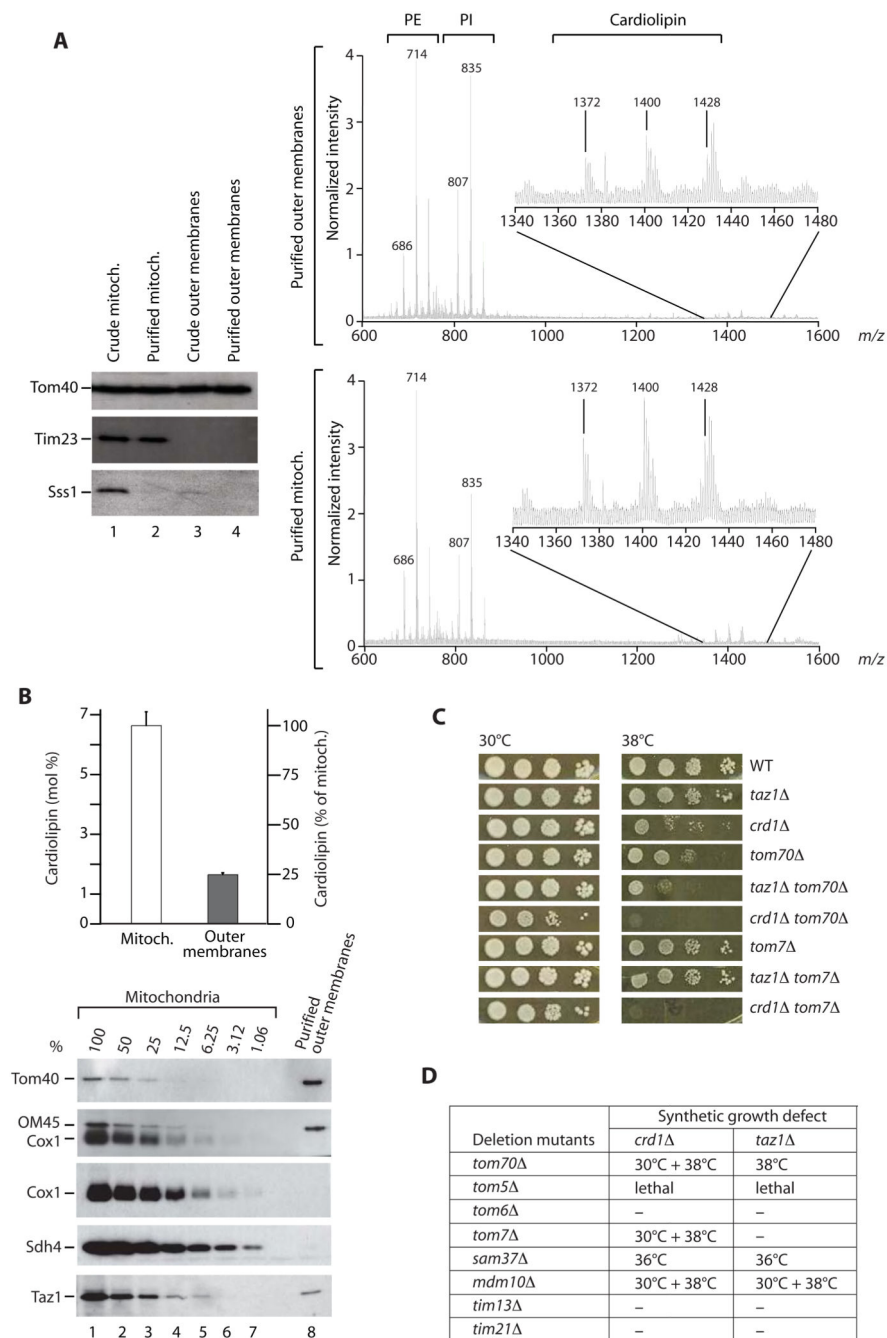 A
PE PI Cardiolipin
Purified outer membranes
Normalized intensity
4
3
2
1
0
714
835
807
686
1372 1400 1428
1340 1360 1380 1400 1420 1440 1460 1480
600 800 1000 1200 1400 1600 m/z
Crude mitoch.
Purified mitoch.
Crude outer membranes
Purified outer membranes
Tom40
Tim23
Sss1
1 2 3 4
Purified mitoch.
Normalized intensity
4
3
2
1
0
714
835
807
686
1372 1400 1428
1340 1360 1380 1400 1420 1440 1460 1480
600 800 1000 1200 1400 1600 m/z
B
Cardiolipin (mol %)
7
5
3
1
0
Cardiolipin (% of mitoch.)
100
75
50
25
0
Mitoch. Outer membranes
Mitochondria
Purified outer membranes
% 100 50 25 12.5 6.25 3.12 1.06
Tom40
OM45
Cox1
Cox1
Sdh4
Taz1
1 2 3 4 5 6 7 8
C
30°C 38°C
WT
taz1Δ
crd1Δ
tom70Δ
taz1Δ tom70Δ
crd1Δ tom70Δ
tom7Δ
taz1Δ tom7Δ
crd1Δ tom7Δ
D
Synthetic growth defect
Deletion mutants crd1Δ taz1Δ
tom70Δ 30°C + 38°C 38°C
tom5Δ lethal lethal
tom6Δ – –
tom7Δ 30°C + 38°C –
sam37Δ 36°C 36°C
mdm10Δ 30°C + 38°C 30°C + 38°C
tim13Δ – –
tim21Δ – –